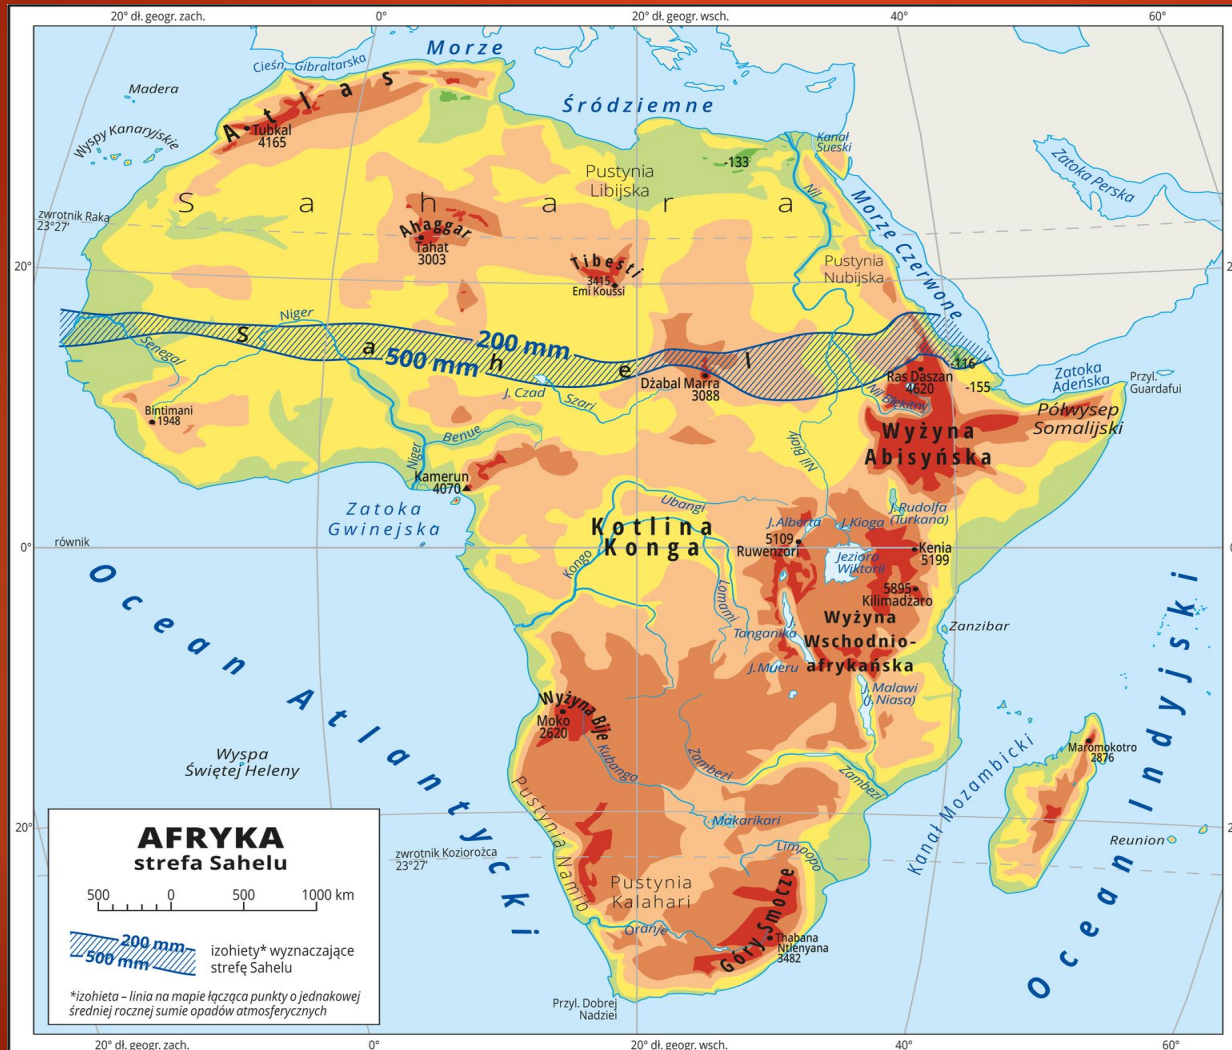 20° dł. geogr. zach.
0°
20° dł. geogr. wsch.
40°
60°
Morze
Śródziemne
Cieśn. Gibraltarska
Madera
Wyspy Kanaryjskie
Atlas
Tubkal
4165
Kanał
Sueski
-133
Pustynia
Libijska
Zatoka Perska
Nil
Sahara
Morze Czerwone
zwrotnik Raka
23°27'
Ahaggar
Tahat
3003
Tibesti
3415
Emi Koussi
Pustynia
Nubijska
20°
Niger
Sahel
200 mm
500 mm
Senegal
-116
-155
Ras Daszan
4620
Nil Błękitny
Zatoka
Adeńska
Przyl.
Guardafui
Dżabal Marra
3088
J. Czad
Szari
Bintimani
1948
Półwysep
Somalijski
Wyżyna
Abisyńska
Benue
Niger
Nil Biały
Kamerun
4070
Zatoka
Gwinejska
Ubangi
J. Rudolfa
(Turkana)
Kotlina
Konga
J. Alberta
J. Kioga
5109
Ruwenzori
Kenia
5199
0°
równik
Jezioro
Wiktorii
Kongo
Lomami
5895
Kilimadżaro
J.
Tanganika
Wyżyna
Wschodnio-
afrykańska
Zanzibar
J. Mueru
J. Malawi
(J. Niasa)
Ocean Atlantycki
Ocean Indyjski
Wyżyna Bije
Moko
2620
Kubango
Zambezi
Zambezi
Maromokotro
2876
Wyspa
Świętej Heleny
Kanał Mozambicki
Pustynia Namib
Makarikari
Reunion
20°
zwrotnik Koziorożca
23°27'
Limpopo
Pustynia
Kalahari
Oranje
Góry Smocze
Thabana
Ntlenyana
3482
Przyl. Dobrej
Nadziei
AFRYKA
strefa Sahelu
500 0 500 1000 km
200 mm
500 mm
izohiety* wyznaczające
strefę Sahelu
*izohieta – linia na mapie łącząca punkty o jednakowej
średniej rocznej sumie opadów atmosferycznych
20° dł. geogr. zach.
0°
20° dł. geogr. wsch.
40°
60°